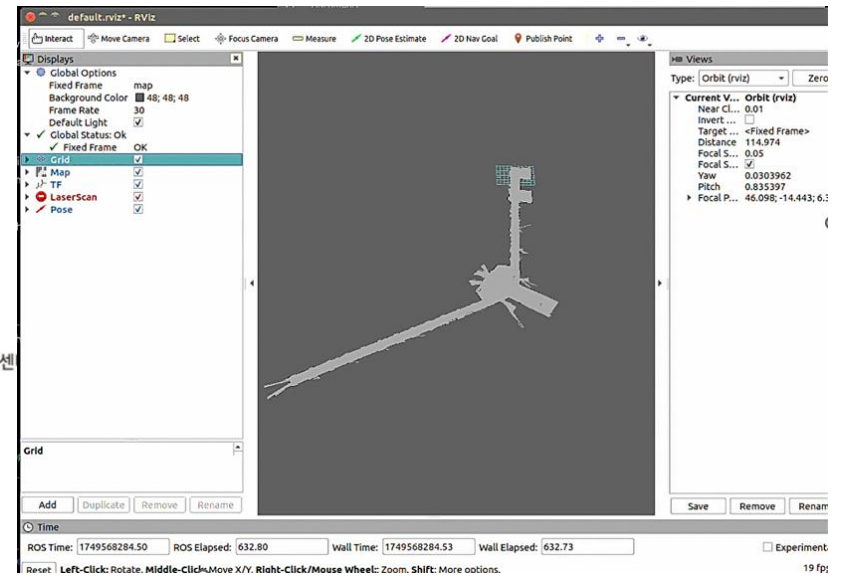 default.rviz* - RViz
Interact Move Camera Select Focus Camera Measure 2D Pose Estimate 2D Nav Goal Publish Point
Displays
Global Options
Fixed Frame map
Background Color 48; 48; 48
Frame Rate 30
Default Light
Global Status: Ok
Fixed Frame OK
Grid
Map
TF
LaserScan
Pose
Grid
Add Duplicate Remove Rename
Views
Type: Orbit (rviz) Zero
Current V... Orbit (rviz)
Near Cl... 0.01
Invert ...
Target ... <Fixed Frame>
Distance 114.974
Focal S... 0.05
Focal S...
Yaw 0.0303962
Pitch 0.835397
Focal P... 46.098; -14.443; 6.3
Save Remove Renam
센
Time
ROS Time: 1749568284.50 ROS Elapsed: 632.80 Wall Time: 1749568284.53 Wall Elapsed: 632.73 Experimenta
Reset Left-Click: Rotate. Middle-Click: Move X/Y. Right-Click/Mouse Wheel:: Zoom. Shift: More options. 19 fps